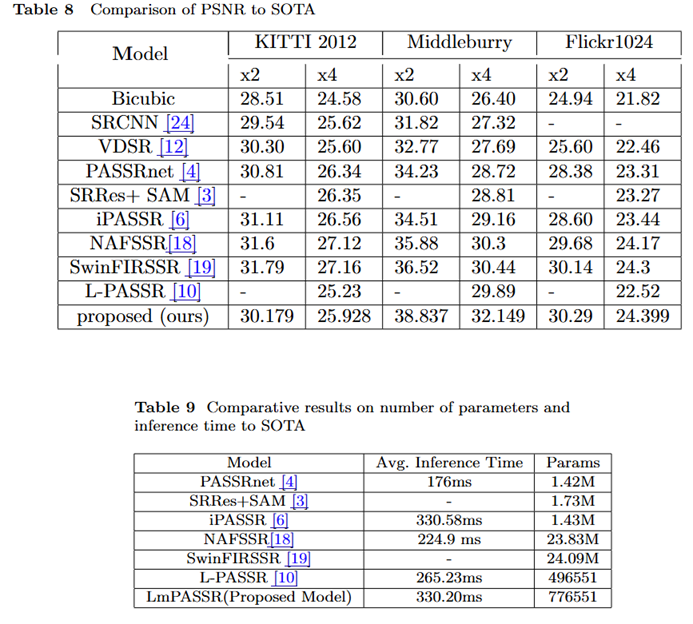 Table 8 Comparison of PSNR to SOTA
Model KITTI 2012 Middleburry Flickr1024
x2 x4 x2 x4 x2 x4
Bicubic 28.51 24.58 30.60 26.40 24.94 21.82
SRCNN [24] 29.54 25.62 31.82 27.32 - -
VDSR [12] 30.30 25.60 32.77 27.69 25.60 22.46
PASSRnet [4] 30.81 26.34 34.23 28.72 28.38 23.31
SRRes+ SAM [3] - 26.35 - 28.81 - 23.27
iPASSR [6] 31.11 26.56 34.51 29.16 28.60 23.44
NAFSSR[18] 31.6 27.12 35.88 30.3 29.68 24.17
SwinFIRSSR [19] 31.79 27.16 36.52 30.44 30.14 24.3
L-PASSR [10] - 25.23 - 29.89 - 22.52
proposed (ours) 30.179 25.928 38.837 32.149 30.29 24.399
Table 9 Comparative results on number of parameters and
inference time to SOTA
Model Avg. Inference Time Params
PASSRnet [4] 176ms 1.42M
SRRes+SAM [3] - 1.73M
iPASSR [6] 330.58ms 1.43M
NAFSSR[18] 224.9 ms 23.83M
SwinFIRSSR [19] - 24.09M
L-PASSR [10] 265.23ms 496551
LmPASSR(Proposed Model) 330.20ms 776551